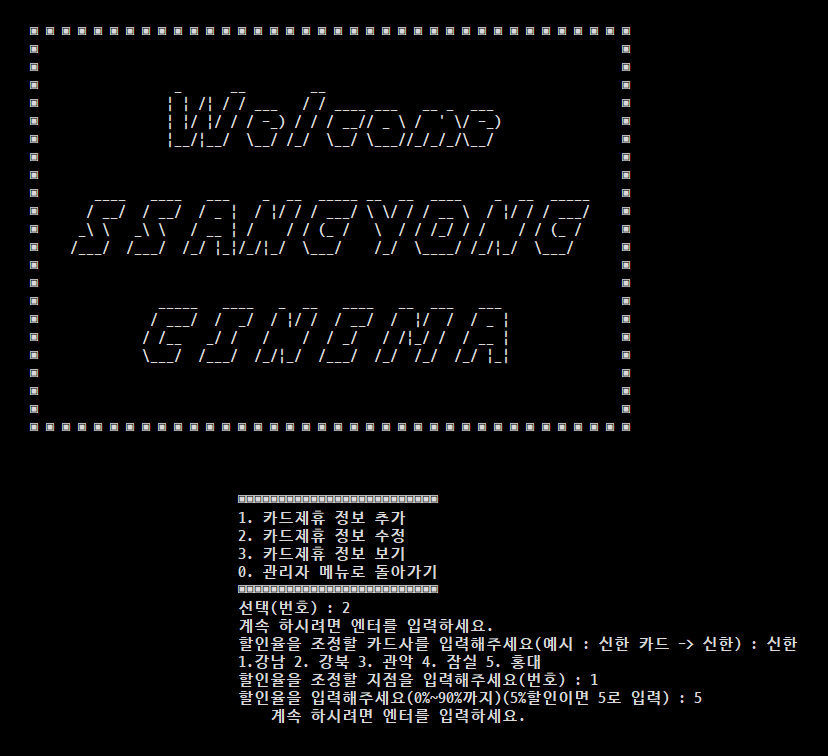 Welcome
SSANGYONG
CINEMA
1. 카드제휴 정보 추가
2. 카드제휴 정보 수정
3. 카드제휴 정보 보기
0. 관리자 메뉴로 돌아가기
선택(번호) : 2
계속 하시려면 엔터를 입력하세요.
할인율을 조정할 카드사를 입력해주세요(예시 : 신한 카드 -> 신한) : 신한
1.강남 2. 강북 3. 관악 4. 잠실 5. 홍대
할인율을 조정할 지점을 입력해주세요(번호) : 1
할인율을 입력해주세요(0%~90%까지)(5%할인이면 5로 입력) : 5
계속 하시려면 엔터를 입력하세요.